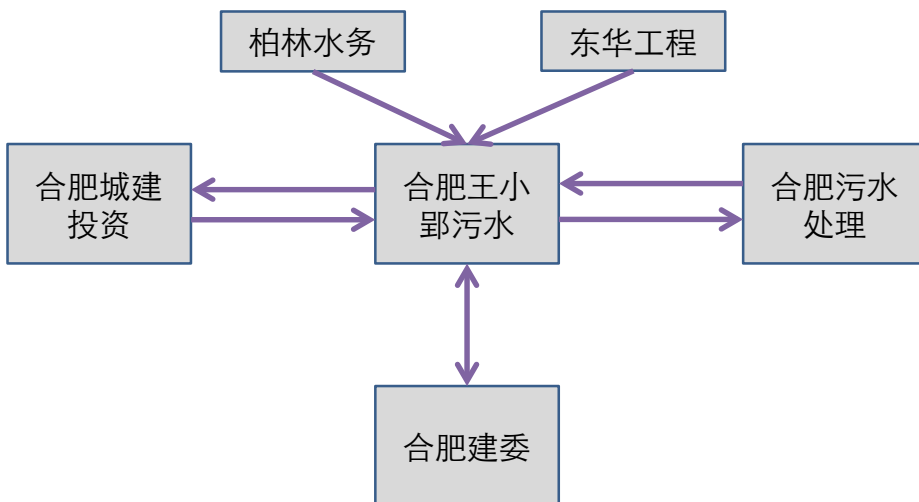 柏林水务
东华工程
合肥城建
投资
合肥王小
郢污水
合肥污水
处理
合肥建委